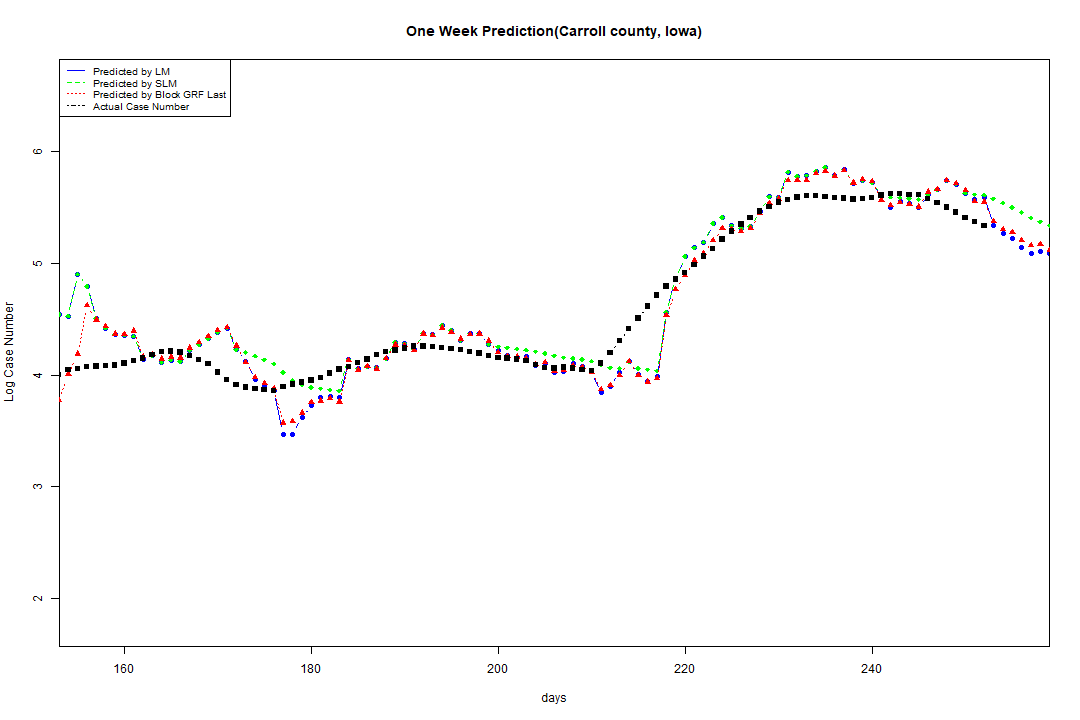 One Week Prediction(Carroll county, Iowa)
Predicted by LM
Predicted by SLM
Predicted by Block GRF Last
Actual Case Number
6
5
4
3
2
Log Case Number
160 180 200 220 240
days